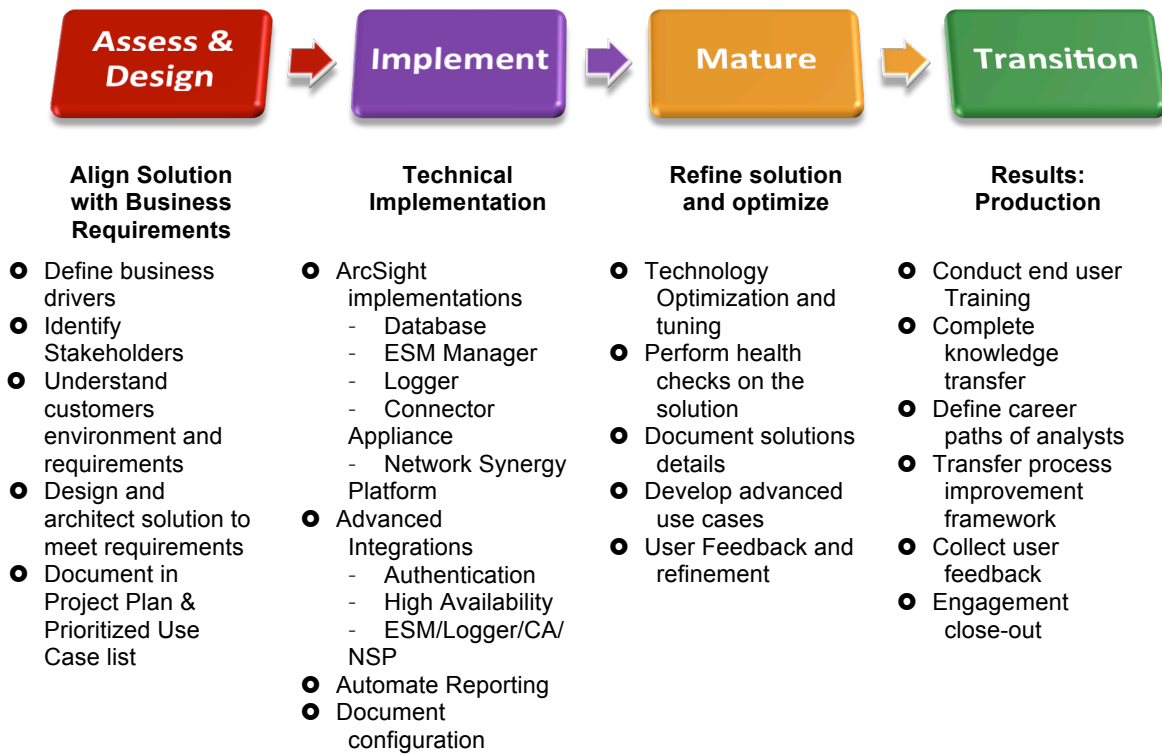 Assess &
Design
Implement
Mature
Transition
Align Solution
with Business
Requirements
Define business
drivers
Identify
Stakeholders
Understand
customers
environment and
requirements
Design and
architect solution to
meet requirements
Document in
Project Plan &
Prioritized Use
Case list
Technical
Implementation
ArcSight
implementations
- Database
- ESM Manager
- Logger
- Connector
Appliance
- Network Synergy
Platform
Advanced
Integrations
- Authentication
- High Availability
- ESM/Logger/CA/
NSP
Automate Reporting
Document
configuration
Refine solution
and optimize
Technology
Optimization and
tuning
Perform health
checks on the
solution
Document solutions
details
Develop advanced
use cases
User Feedback and
refinement
Results:
Production
Conduct end user
Training
Complete
knowledge
transfer
Define career
paths of analysts
Transfer process
improvement
framework
Collect user
feedback
Engagement
close-out